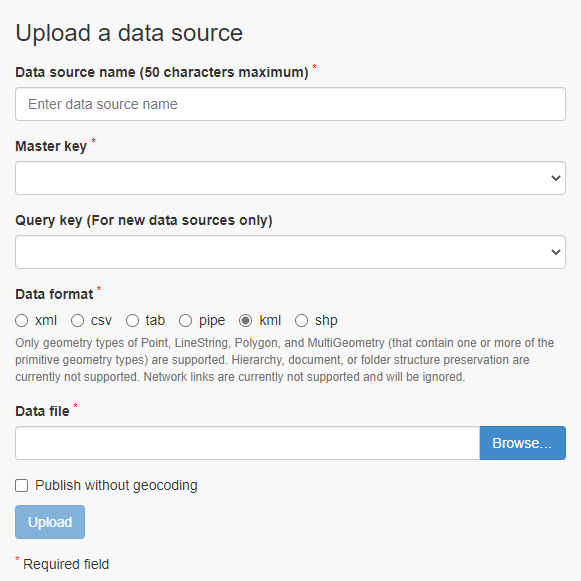 Upload a data source
Data source name (50 characters maximum) *
Enter data source name
Master key *
Query key (For new data sources only)
Data format *
xml csv tab pipe kml shp
Only geometry types of Point, LineString, Polygon, and MultiGeometry (that contain one or more of the
primitive geometry types) are supported. Hierarchy, document, or folder structure preservation are
currently not supported. Network links are currently not supported and will be ignored.
Data file *
Browse...
Publish without geocoding
Upload
* Required field